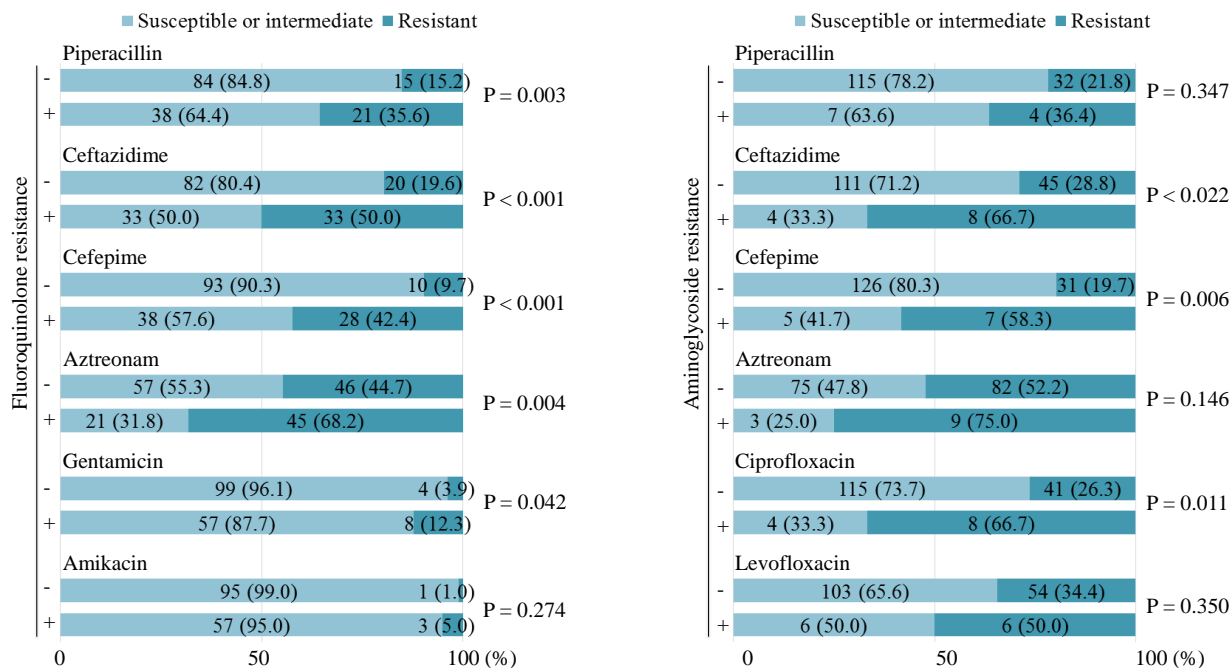 Susceptible or intermediate Resistant
Fluoroquinolone resistance
Piperacillin
- 84 (84.8) 15 (15.2) P = 0.003
+ 38 (64.4) 21 (35.6)
Ceftazidime
- 82 (80.4) 20 (19.6) P < 0.001
+ 33 (50.0) 33 (50.0)
Cefepime
- 93 (90.3) 10 (9.7) P < 0.001
+ 38 (57.6) 28 (42.4)
Aztreonam
- 57 (55.3) 46 (44.7) P = 0.004
+ 21 (31.8) 45 (68.2)
Gentamicin
- 99 (96.1) 4 (3.9) P = 0.042
+ 57 (87.7) 8 (12.3)
Amikacin
- 95 (99.0) 1 (1.0) P = 0.274
+ 57 (95.0) 3 (5.0)
0 50 100 (%)
Susceptible or intermediate Resistant
Aminoglycoside resistance
Piperacillin
- 115 (78.2) 32 (21.8) P = 0.347
+ 7 (63.6) 4 (36.4)
Ceftazidime
- 111 (71.2) 45 (28.8) P < 0.022
+ 4 (33.3) 8 (66.7)
Cefepime
- 126 (80.3) 31 (19.7) P = 0.006
+ 5 (41.7) 7 (58.3)
Aztreonam
- 75 (47.8) 82 (52.2) P = 0.146
+ 3 (25.0) 9 (75.0)
Ciprofloxacin
- 115 (73.7) 41 (26.3) P = 0.011
+ 4 (33.3) 8 (66.7)
Levofloxacin
- 103 (65.6) 54 (34.4) P = 0.350
+ 6 (50.0) 6 (50.0)
0 50 100 (%)